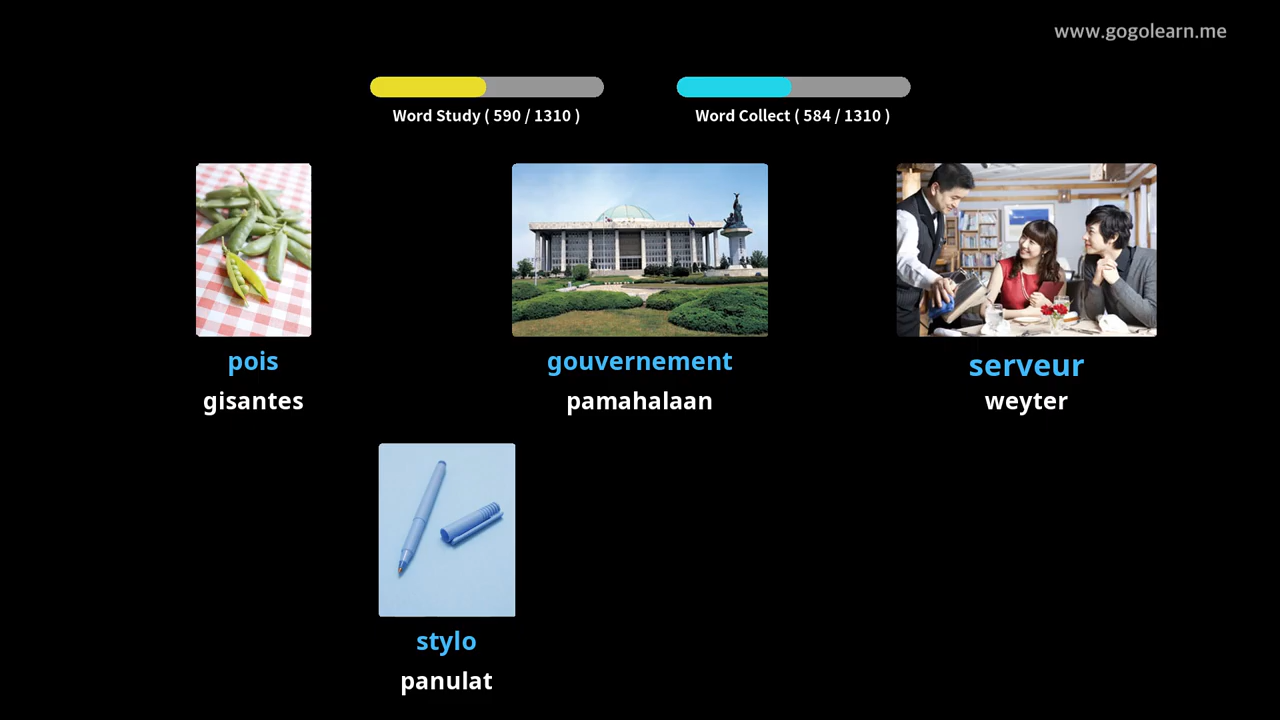 www.gogolearn.me
Word Study ( 590 / 1310 )
Word Collect ( 584 / 1310 )
pois
gisantes
gouvernement
pamahalaan
serveur
weyter
stylo
panulat